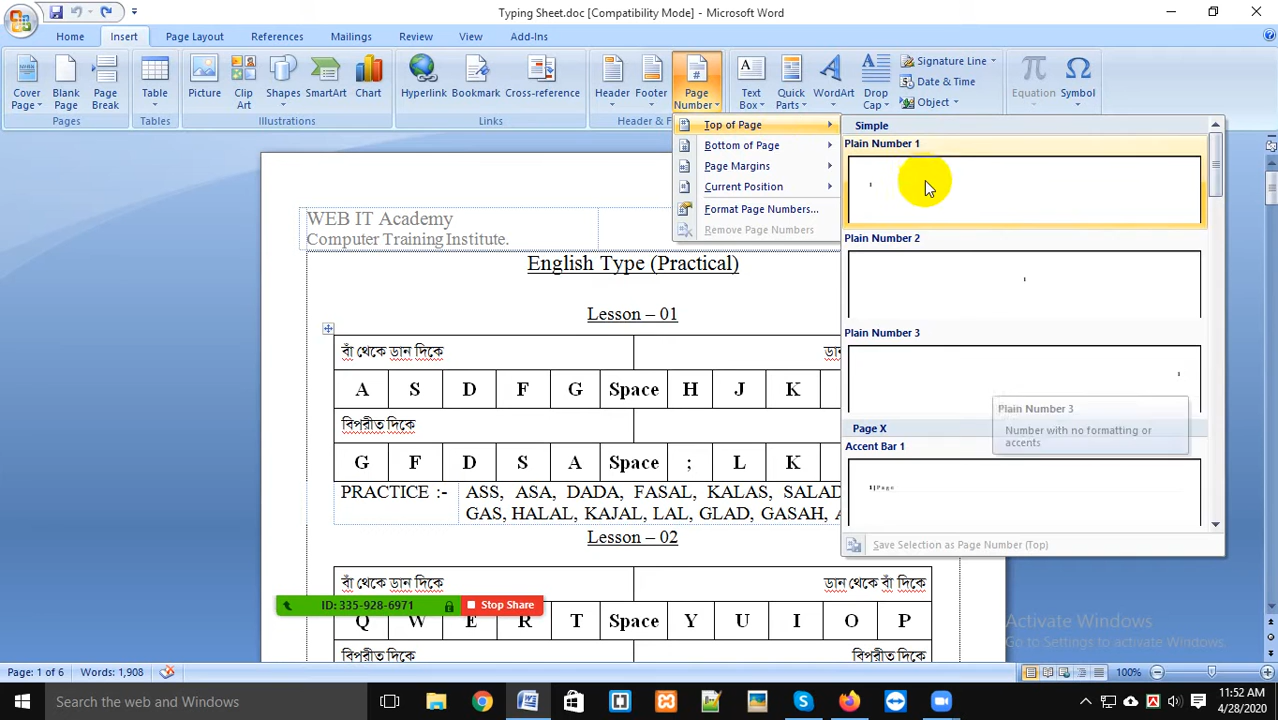 Typing Sheet.doc [Compatibility Mode] - Microsoft Word
Home Insert Page Layout References Mailings Review View Add-Ins
Cover Page
Blank Page
Page Break
Table
Picture
Clip Art
Shapes
SmartArt
Chart
Hyperlink
Bookmark
Cross-reference
Header
Footer
Page Number
Text Box
Quick Parts
WordArt
Drop Cap
Signature Line
Date & Time
Object
Equation
Symbol
Pages Tables Illustrations Links Header & F
Top of Page
Bottom of Page
Page Margins
Current Position
Format Page Numbers...
Remove Page Numbers
Simple
Plain Number 1
Plain Number 2
Plain Number 3
Plain Number 3
Number with no formatting or
accents
Page X
Accent Bar 1
1|Page
Save Selection as Page Number (Top)
WEB IT Academy
Computer Training Institute.
English Type (Practical)
Lesson – 01
বাঁ থেকে ডান দিকে
A S D F G Space H J K
বিপরীত দিকে
G F D S A Space ; L K
PRACTICE :- ASS, ASA, DADA, FASAL, KALAS, SALAD
GAS, HALAL, KAJAL, LAL, GLAD, GASAH,
Lesson – 02
বাঁ থেকে ডান দিকে ডান থেকে বাঁ দিকে
Q W E R T Space Y U I O P
বিপরীত দিকে বিপরীত দিকে
ID: 335-928-6971 Stop Share
Activate Windows
Go to Settings to activate Windows.
Page: 1 of 6 Words: 1,908 100%
Search the web and Windows
11:52 AM
4/28/2020